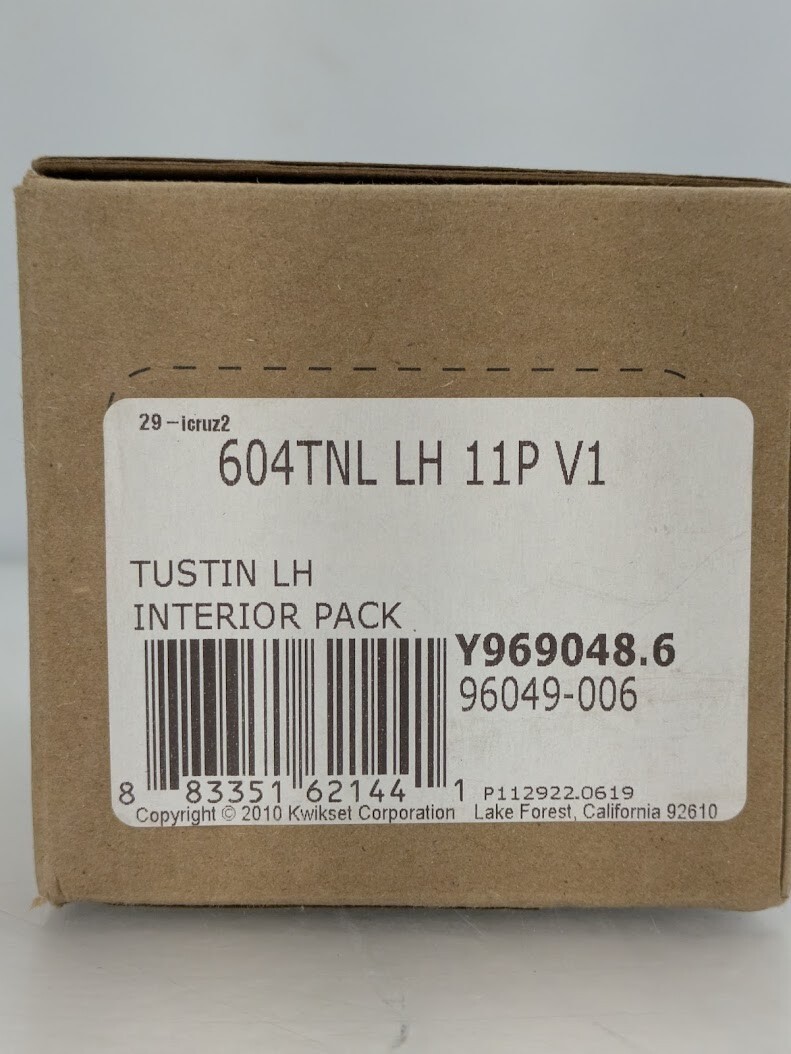 29-icruz2
604TNL LH 11P V1
TUSTIN LH
INTERIOR PACK
Y969048.6
96049-006
8 83351 62144 1
P112922.0619
Copyright © 2010 Kwikset Corporation Lake Forest, California 92610